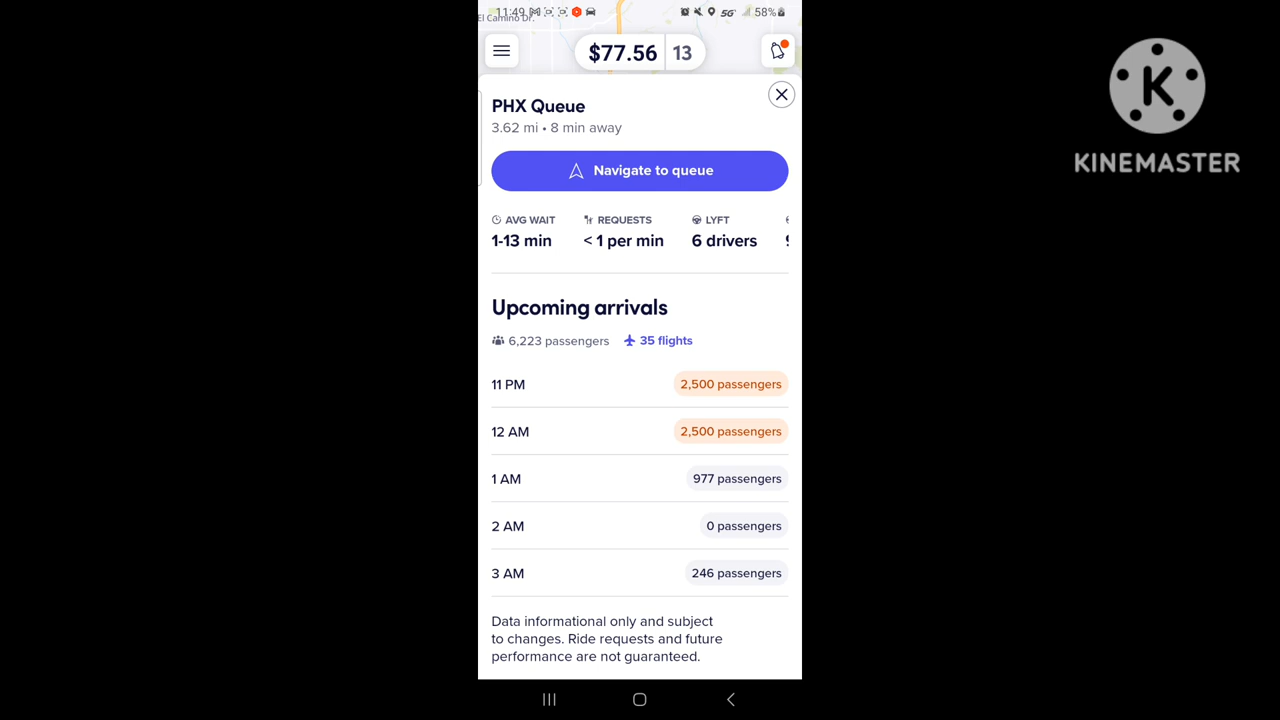 El Camino Dr.
11:49
5G 58%
$77.56 13
PHX Queue
3.62 mi • 8 min away
Navigate to queue
AVG WAIT REQUESTS LYFT
1-13 min < 1 per min 6 drivers
Upcoming arrivals
6,223 passengers 35 flights
11 PM 2,500 passengers
12 AM 2,500 passengers
1 AM 977 passengers
2 AM 0 passengers
3 AM 246 passengers
Data informational only and subject
to changes. Ride requests and future
performance are not guaranteed.
K
KINEMASTER